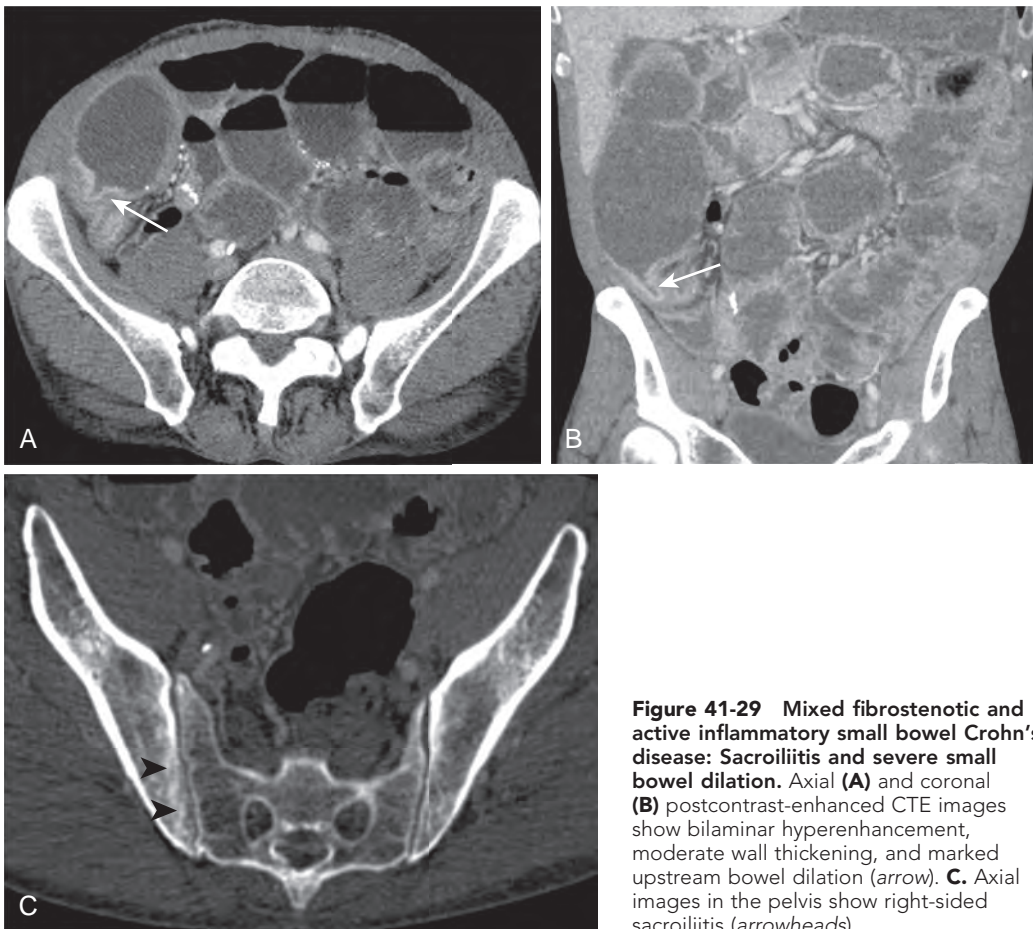 A
B
C
Figure 41-29 Mixed fibrostenotic and
active inflammatory small bowel Crohn's
disease: Sacroiliitis and severe small
bowel dilation. Axial (A) and coronal
(B) postcontrast-enhanced CTE images
show bilaminar hyperenhancement,
moderate wall thickening, and marked
upstream bowel dilation (arrow). C. Axial
images in the pelvis show right-sided
sacroiliitis (arrowheads).